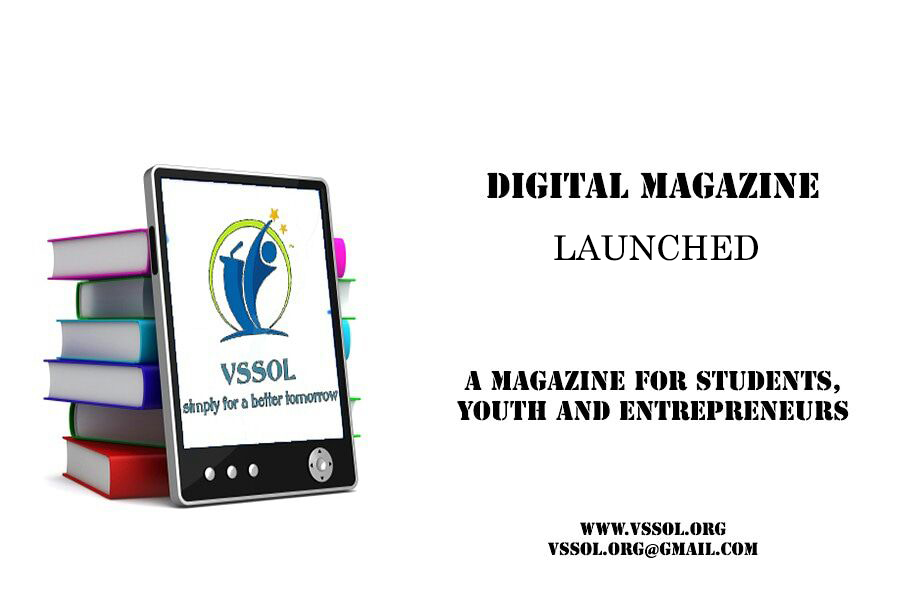 DIGITAL MAGAZINE
LAUNCHED
A MAGAZINE FOR STUDENTS,
YOUTH AND ENTREPRENEURS
WWW.VSSOL.ORG
VSSOL.ORG@GMAIL.COM
VSSOL
simply for a better tomorrow